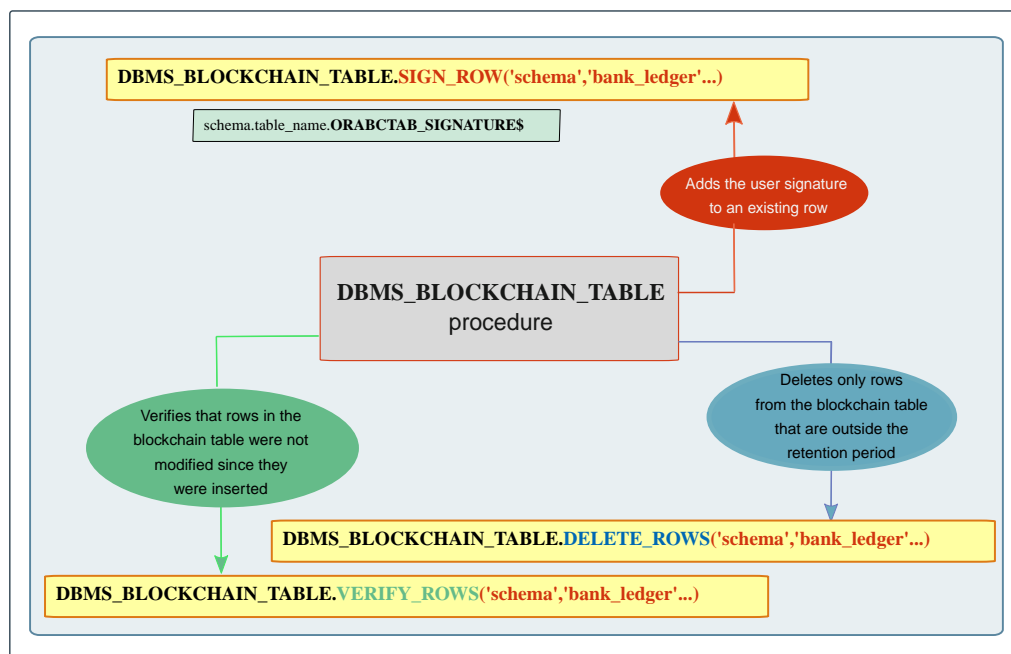 DBMS_BLOCKCHAIN_TABLE.SIGN_ROW('schema','bank_ledger'...)
schema.table_name.ORABCTAB_SIGNATURE$
Adds the user signature
to an existing row
DBMS_BLOCKCHAIN_TABLE
procedure
Deletes only rows
from the blockchain table
that are outside the
retention period
Verifies that rows in the
blockchain table were not
modified since they
were inserted
DBMS_BLOCKCHAIN_TABLE.DELETE_ROWS('schema','bank_ledger'...)
DBMS_BLOCKCHAIN_TABLE.VERIFY_ROWS('schema','bank_ledger'...)